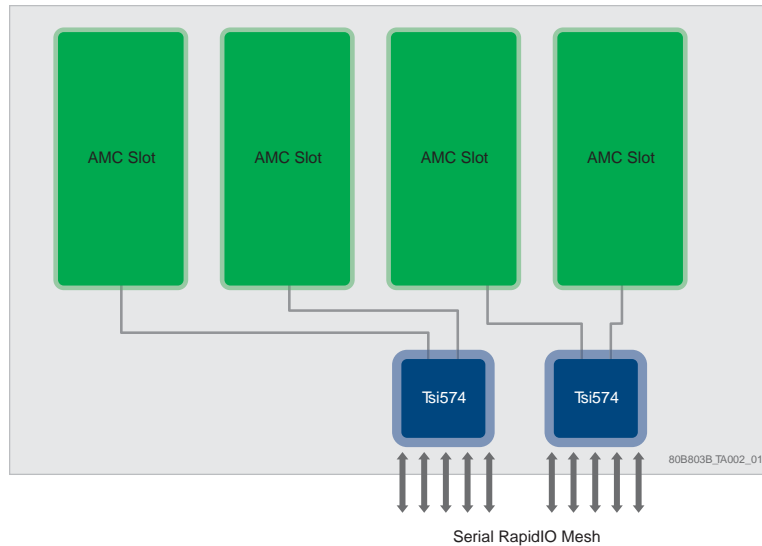 AMC Slot
AMC Slot
AMC Slot
AMC Slot
Tsi574
Tsi574
80B803B_TA002_01
Serial RapidIO Mesh